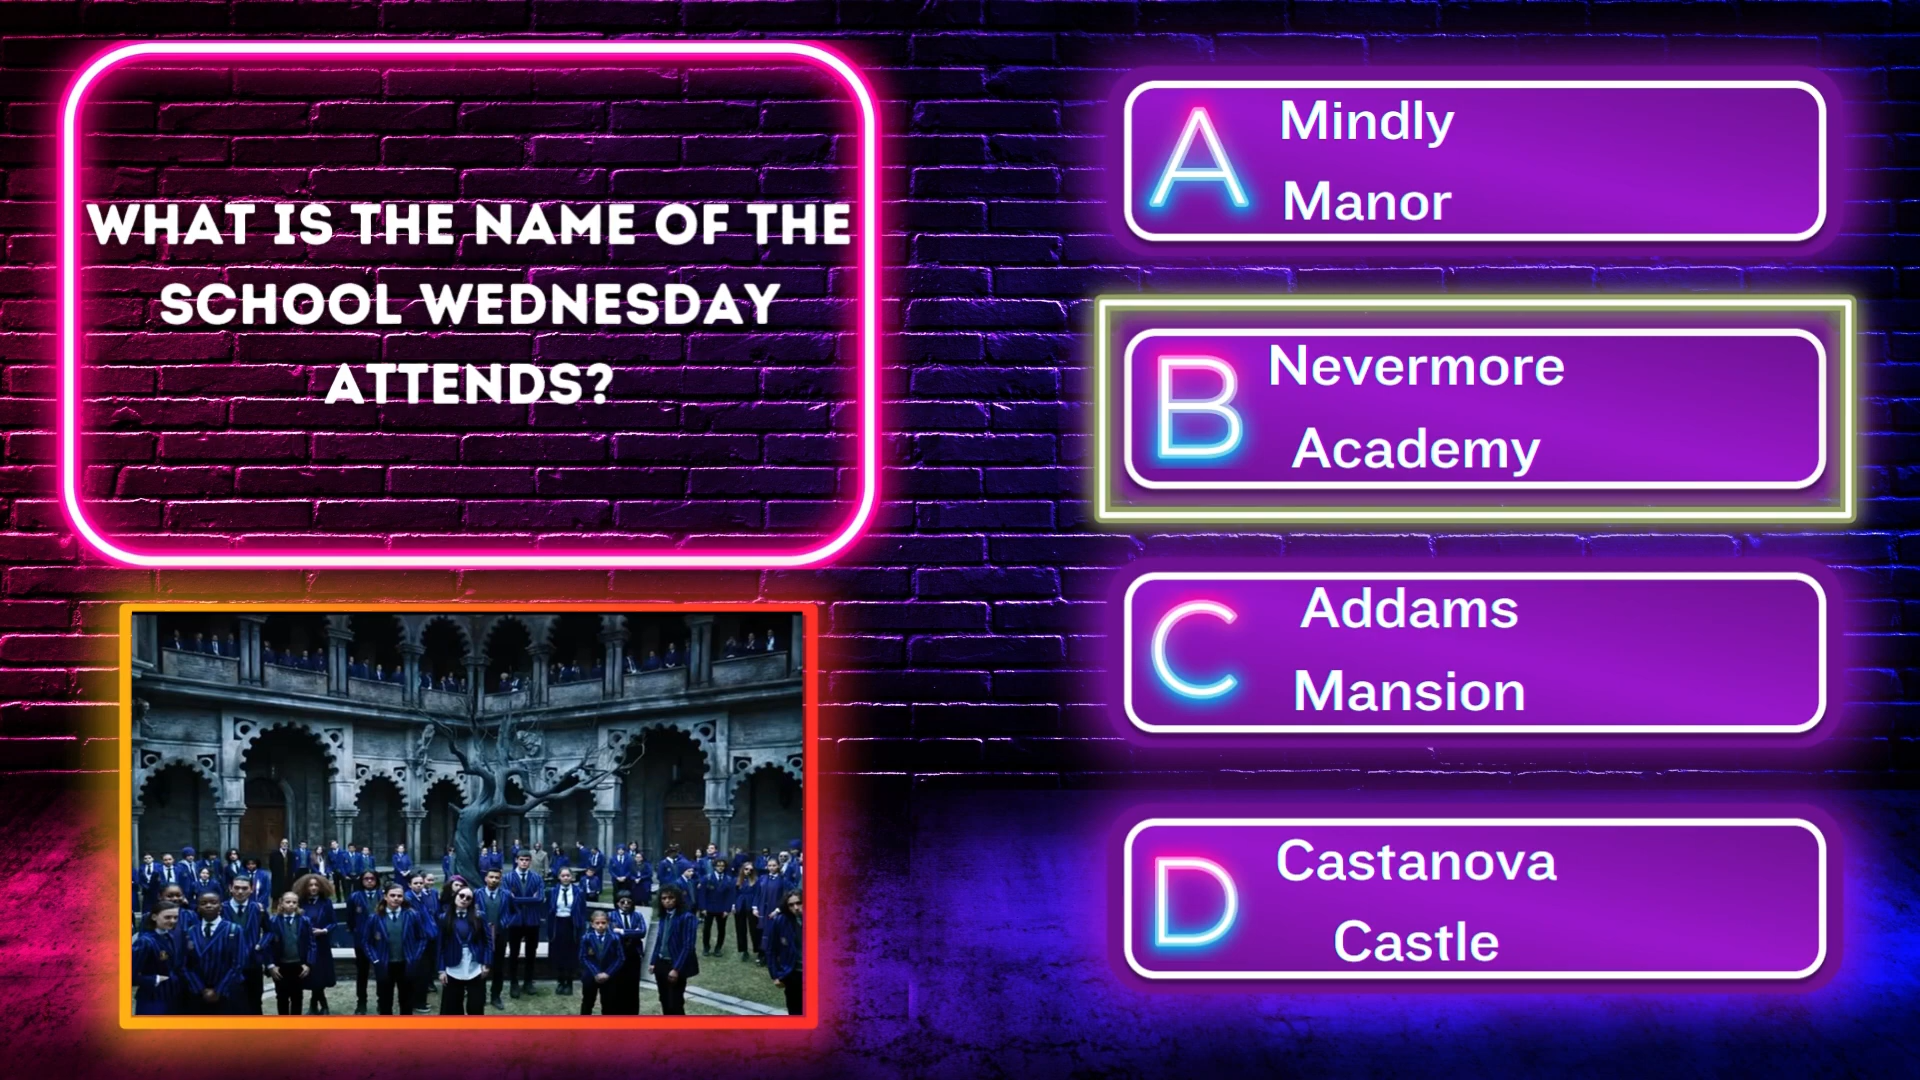 WHAT IS THE NAME OF THE
SCHOOL WEDNESDAY
ATTENDS?
A
Mindly
Manor
B
Nevermore
Academy
C
Addams
Mansion
D
Castanova
Castle